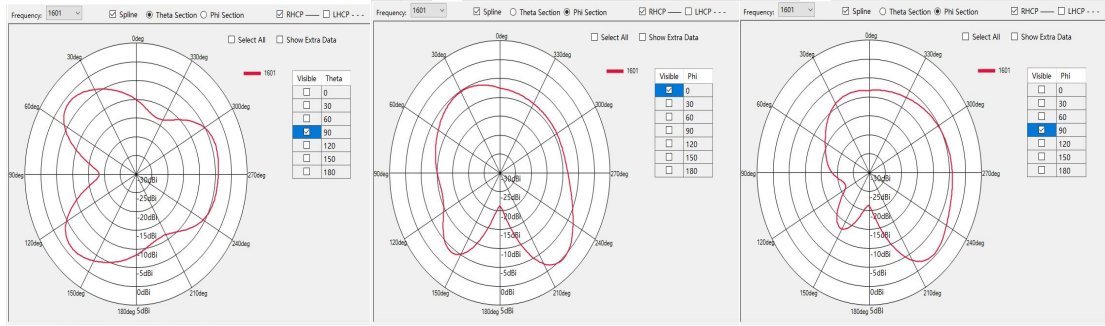 Frequency: 1601 Spline Theta Section Phi Section RHCP —— LHCP - - -
Select All Show Extra Data
1601
Visible Theta
0
30
60
90
120
150
180
0deg
330deg
300deg
270deg
240deg
210deg
180deg
150deg
120deg
90deg
60deg
30deg
-30dBi
-25dBi
-20dBi
-15dBi
-10dBi
-5dBi
0dBi
5dBi
Frequency: 1601 Spline Theta Section Phi Section RHCP —— LHCP - - -
Select All Show Extra Data
1601
Visible Phi
0
30
60
90
120
150
180
0deg
330deg
300deg
270deg
240deg
210deg
180deg
150deg
120deg
90deg
60deg
30deg
-30dBi
-25dBi
-20dBi
-15dBi
-10dBi
-5dBi
0dBi
5dBi
Frequency: 1601 Spline Theta Section Phi Section RHCP —— LHCP - - -
Select All Show Extra Data
1601
Visible Phi
0
30
60
90
120
150
180
0deg
330deg
300deg
270deg
240deg
210deg
180deg
150deg
120deg
90deg
60deg
30deg
-30dBi
-25dBi
-20dBi
-15dBi
-10dBi
-5dBi
0dBi
5dBi